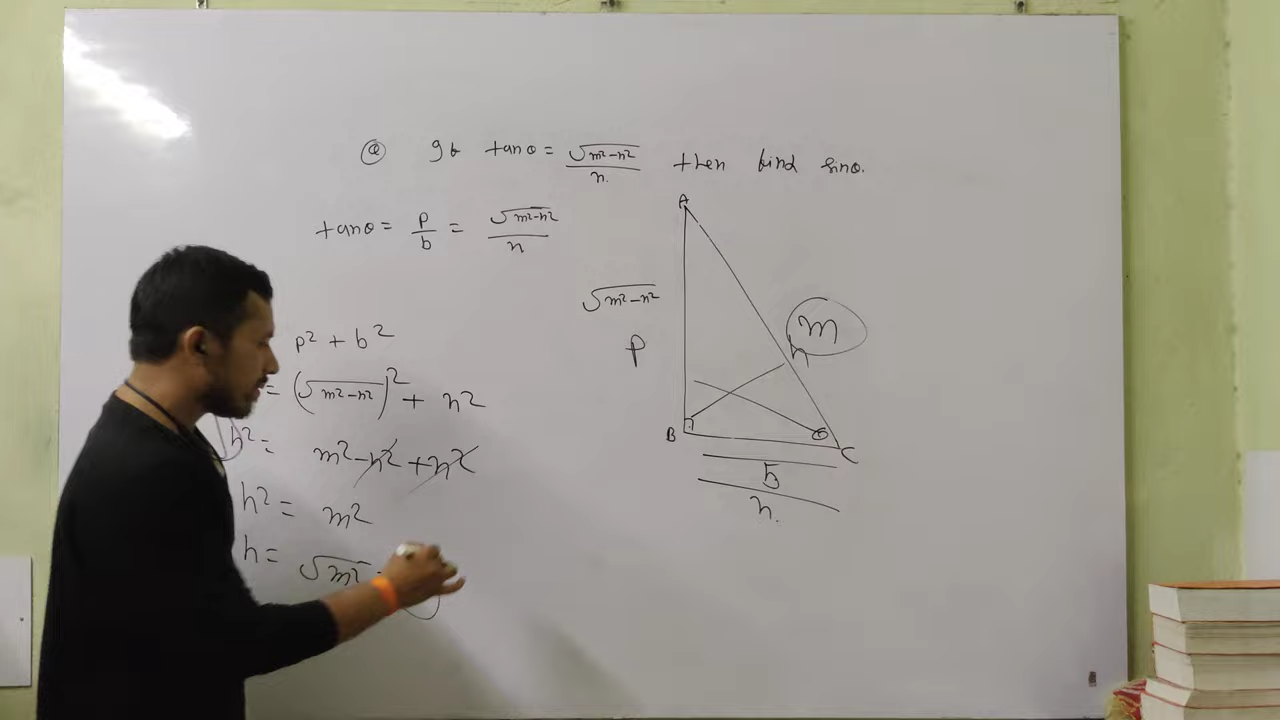 Q If tanθ = √m²-n² / n. then find sinθ.
tanθ = p/b = √m²-n² / n
A
√m²-n²
m
h
p
p² + b²
= (√m²-n²)² + n²
B θ C
h² = m²-n²+n²
b
h² = m²
n.
h = √m²